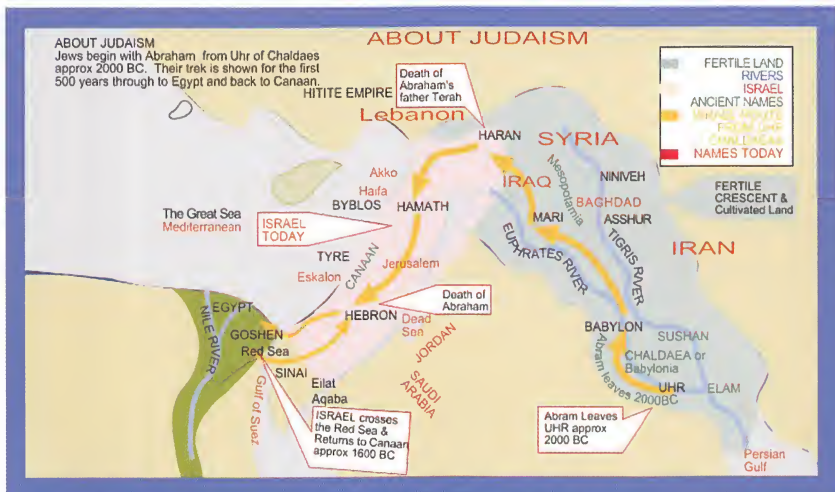 ABOUT JUDAISM
Jews begin with Abraham from Uhr of Chaldaes
approx 2000 BC. Their trek is shown for the first
500 years through to Egypt and back to Canaan.
ABOUT JUDAISM
HITITE EMPIRE
Death of
Abraham's
father Terah
FERTILE LAND
RIVERS
ISRAEL
ANCIENT NAMES
FROM UHR
NAMES TODAY
Lebanon
HARAN
SYRIA
Akko
Haifa
BYBLOS
HAMATH
Mesopotamia
IRAQ
NINIVEH
BAGHDAD
ASSHUR
MARI
FERTILE
CRESCENT &
Cultivated Land
The Great Sea
Mediterranean
ISRAEL
TODAY
TYRE
CANAAN
Eskalon
Jerusalem
EUPHRATES RIVER
TIGRIS RIVER
IRAN
Death of
Abraham
HEBRON
Dead
JORDAN
EGYPT
NILE RIVER
GOSHEN
Red Sea
SINAI
Eilat
Aqaba
SAUDI
ARABIA
Gulf of Suez
BABYLON
SUSHAN
CHALDAEA or
Babylonia
UHR
ELAM
Abram leaves 2000BC
ISRAEL crosses
the Red Sea &
Returns to Canaan
approx 1600 BC
Abram Leaves
UHR approx
2000 BC
Persian
Gulf